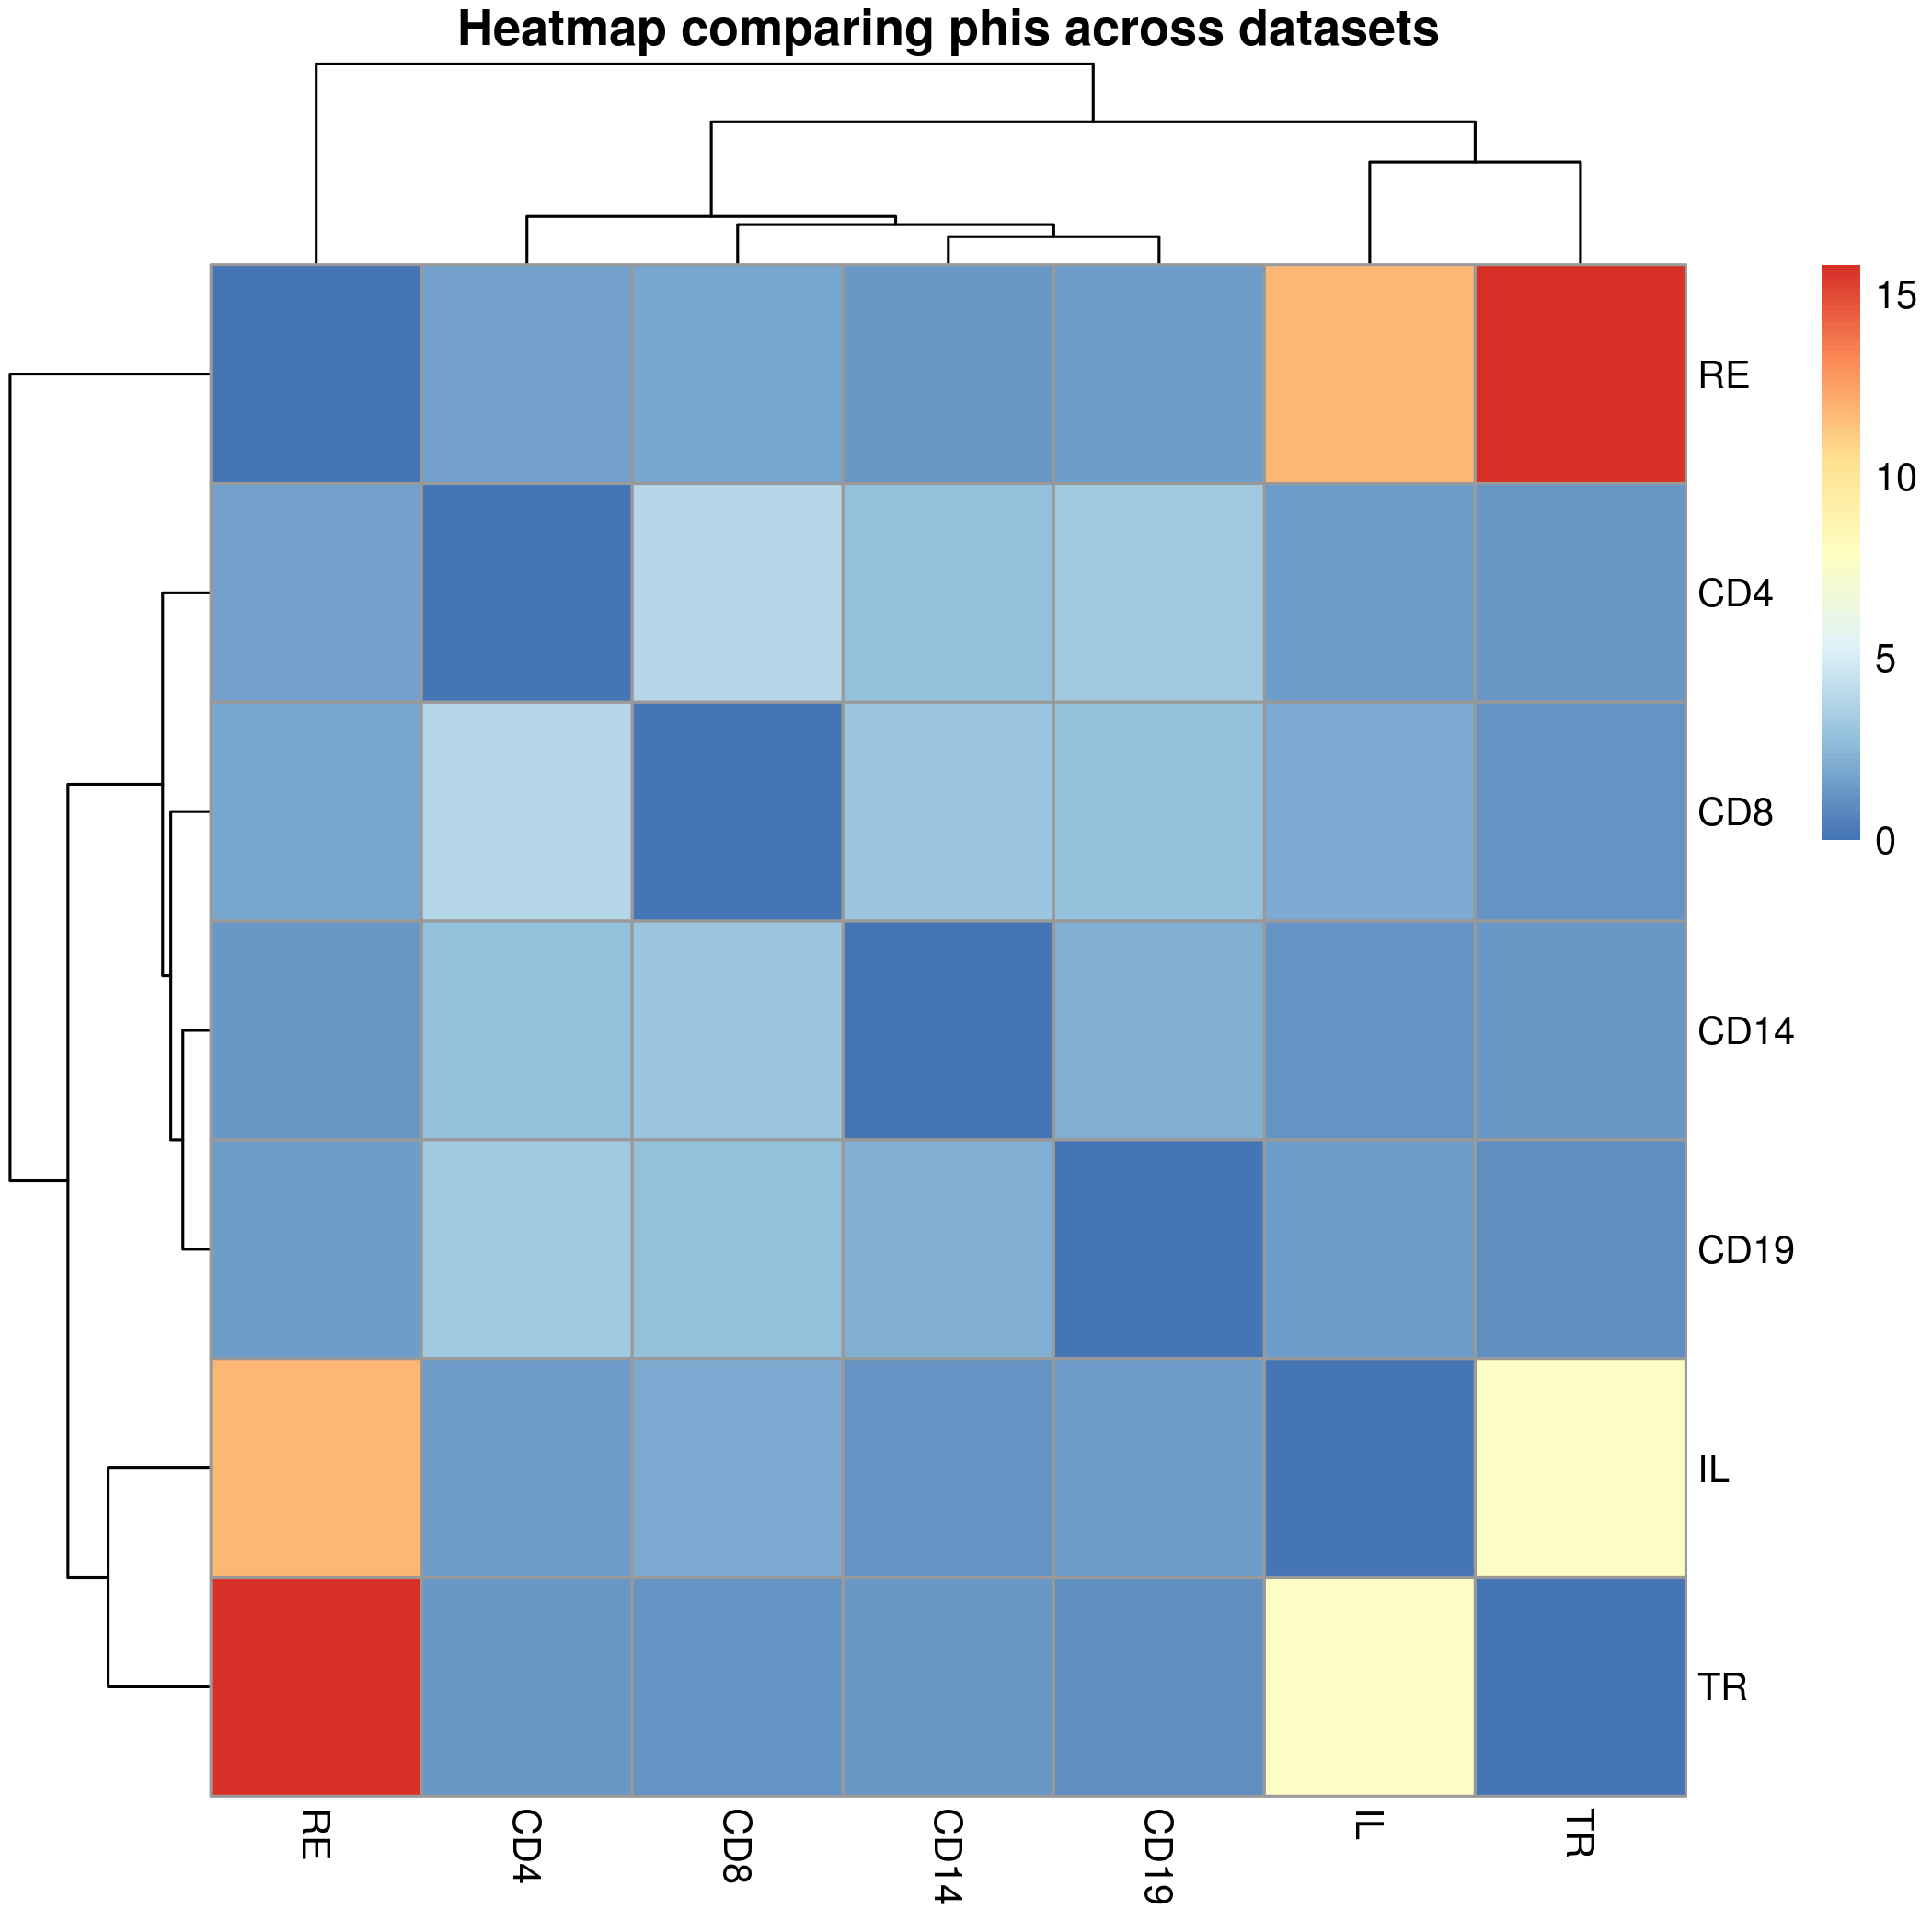 Heatmap comparing phis across datasets
15
10
5
0
RE
CD4
CD8
CD14
CD19
IL
TR
RE
CD4
CD8
CD14
CD19
IL
TR